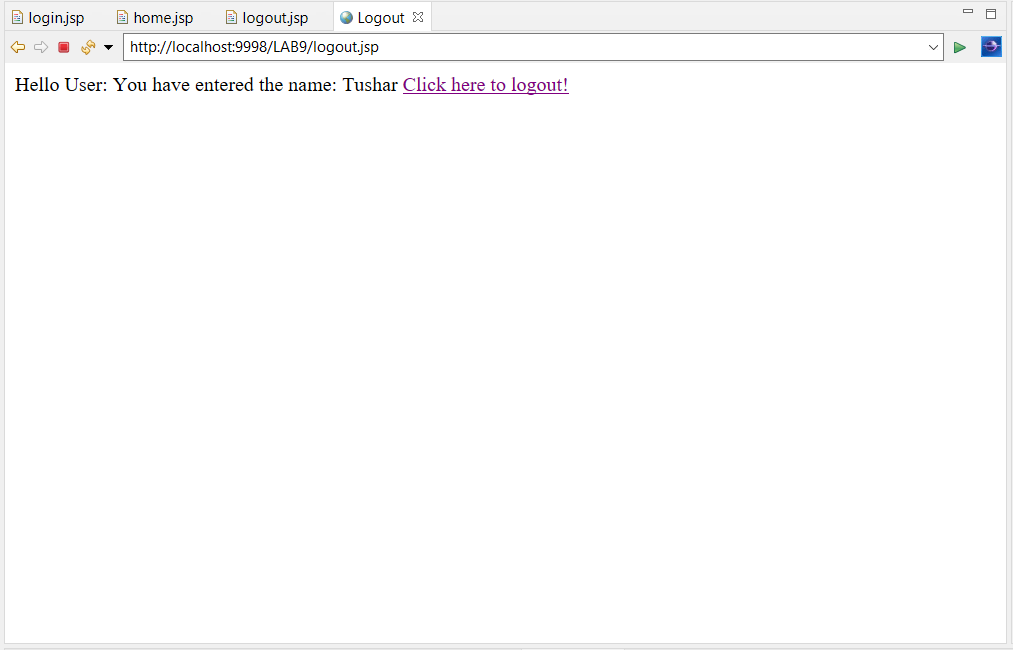 login.jsp home.jsp logout.jsp Logout
http://localhost:9998/LAB9/logout.jsp
Hello User: You have entered the name: Tushar Click here to logout!